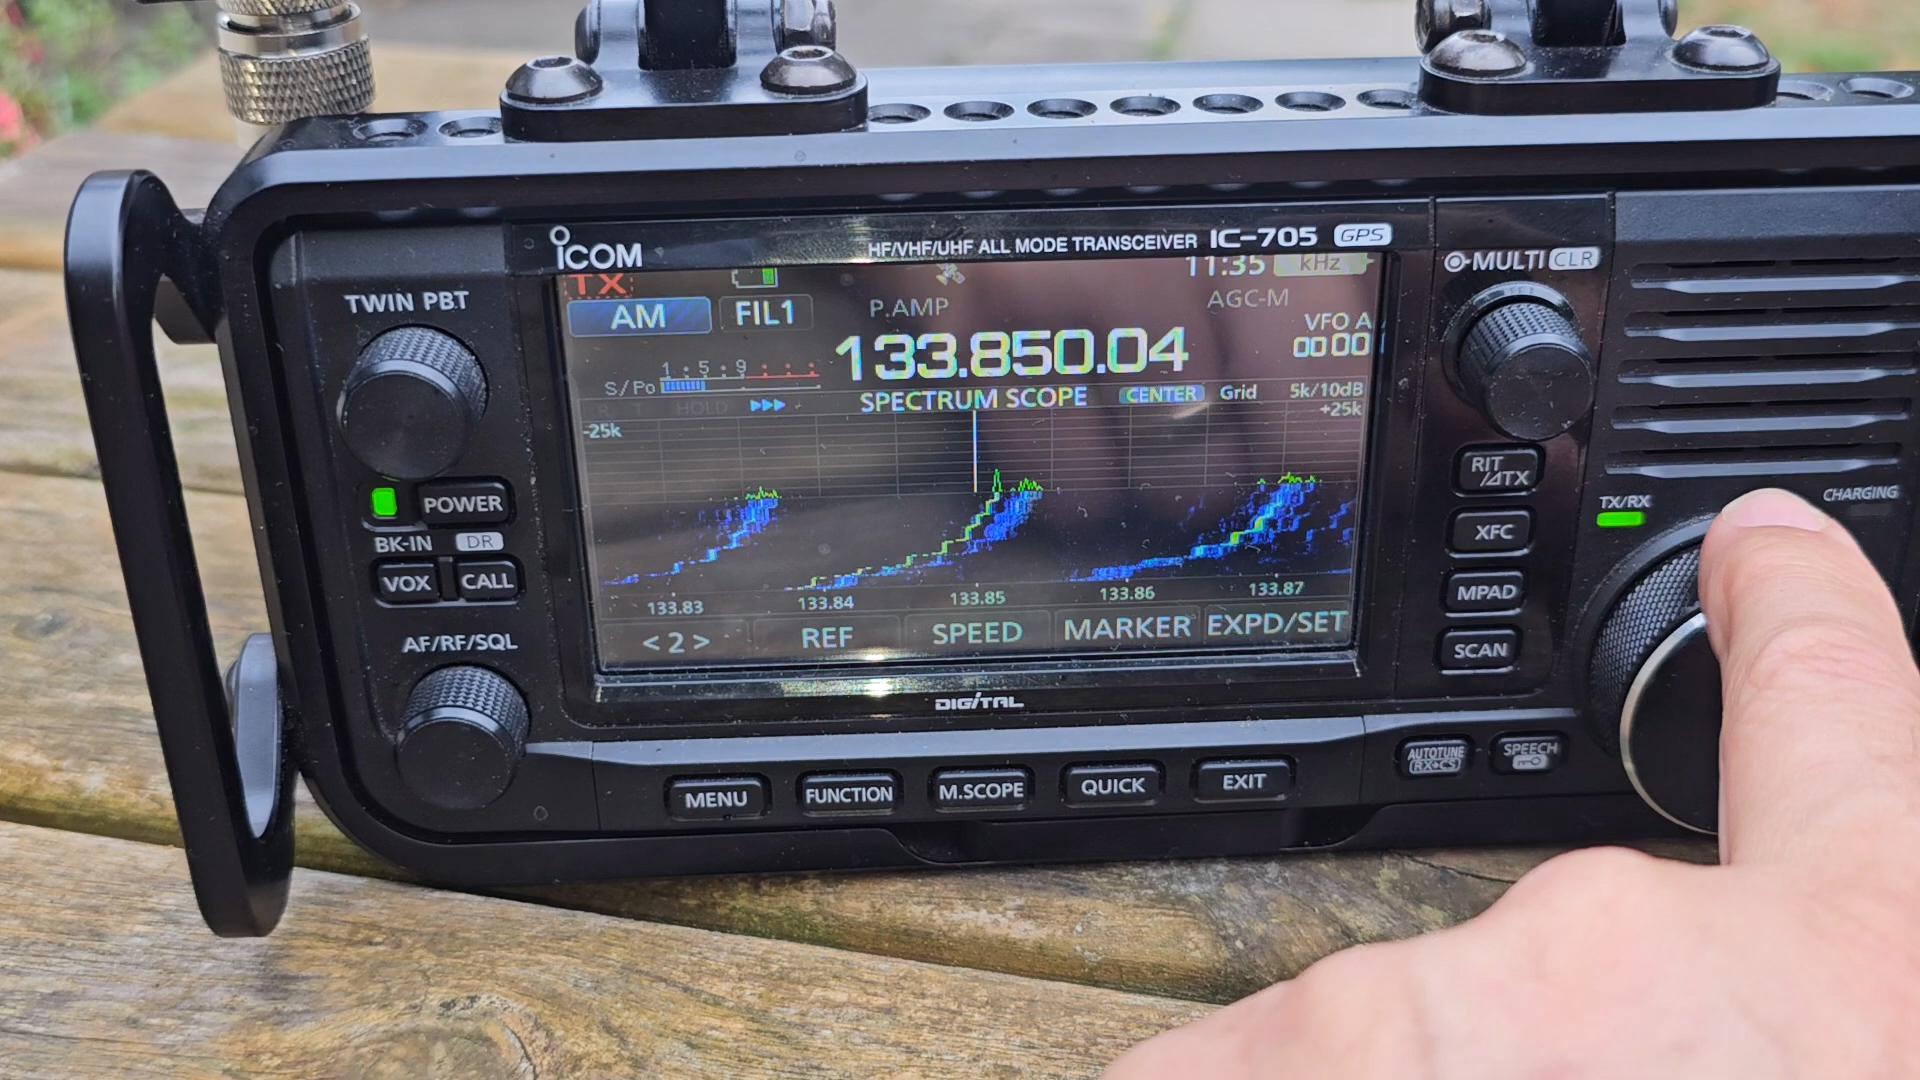 ICOM
HF/VHF/UHF ALL MODE TRANSCEIVER IC-705 GPS
MULTI CLR
TWIN PBT
TX
11:35 kHz
AM FIL1 P.AMP AGC-M
133.850.04
VFO A
00 00
1 . 5 . 9
S/Po
HOLD
SPECTRUM SCOPE CENTER Grid 5k/10dB
-25k +25k
133.83 133.84 133.85 133.86 133.87
<2> REF SPEED MARKER EXPD/SET
DIGITAL
POWER
BK-IN DR
VOX CALL
AF/RF/SQL
RIT
/ΔTX
XFC
MPAD
SCAN
TX/RX
CHARGING
AUTOTUNE
RX→CS
SPEECH
MENU FUNCTION M.SCOPE QUICK EXIT